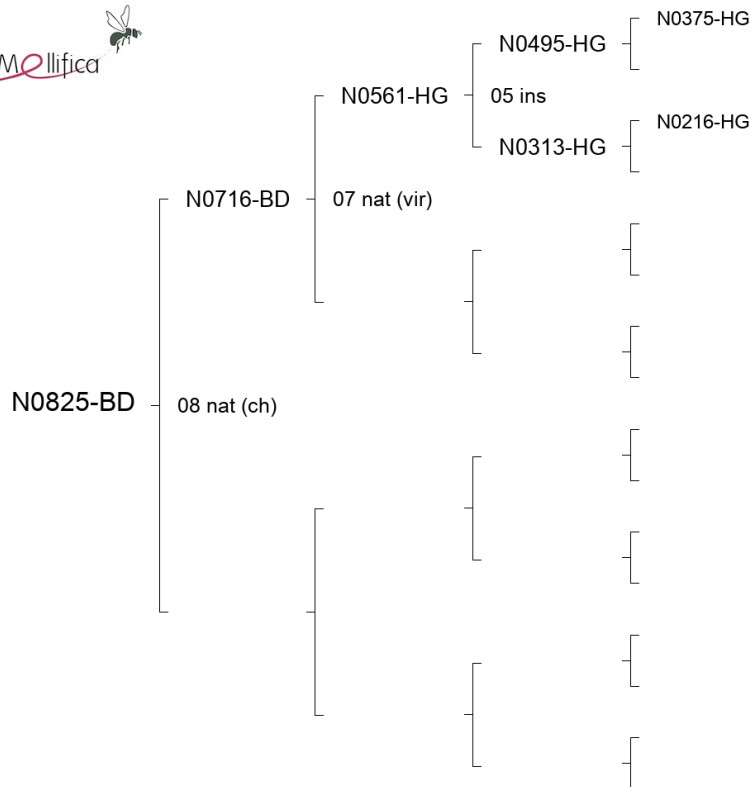 Mellifica
N0375-HG
N0495-HG
N0561-HG
05 ins
N0216-HG
N0313-HG
N0716-BD
07 nat (vir)
N0825-BD
08 nat (ch)